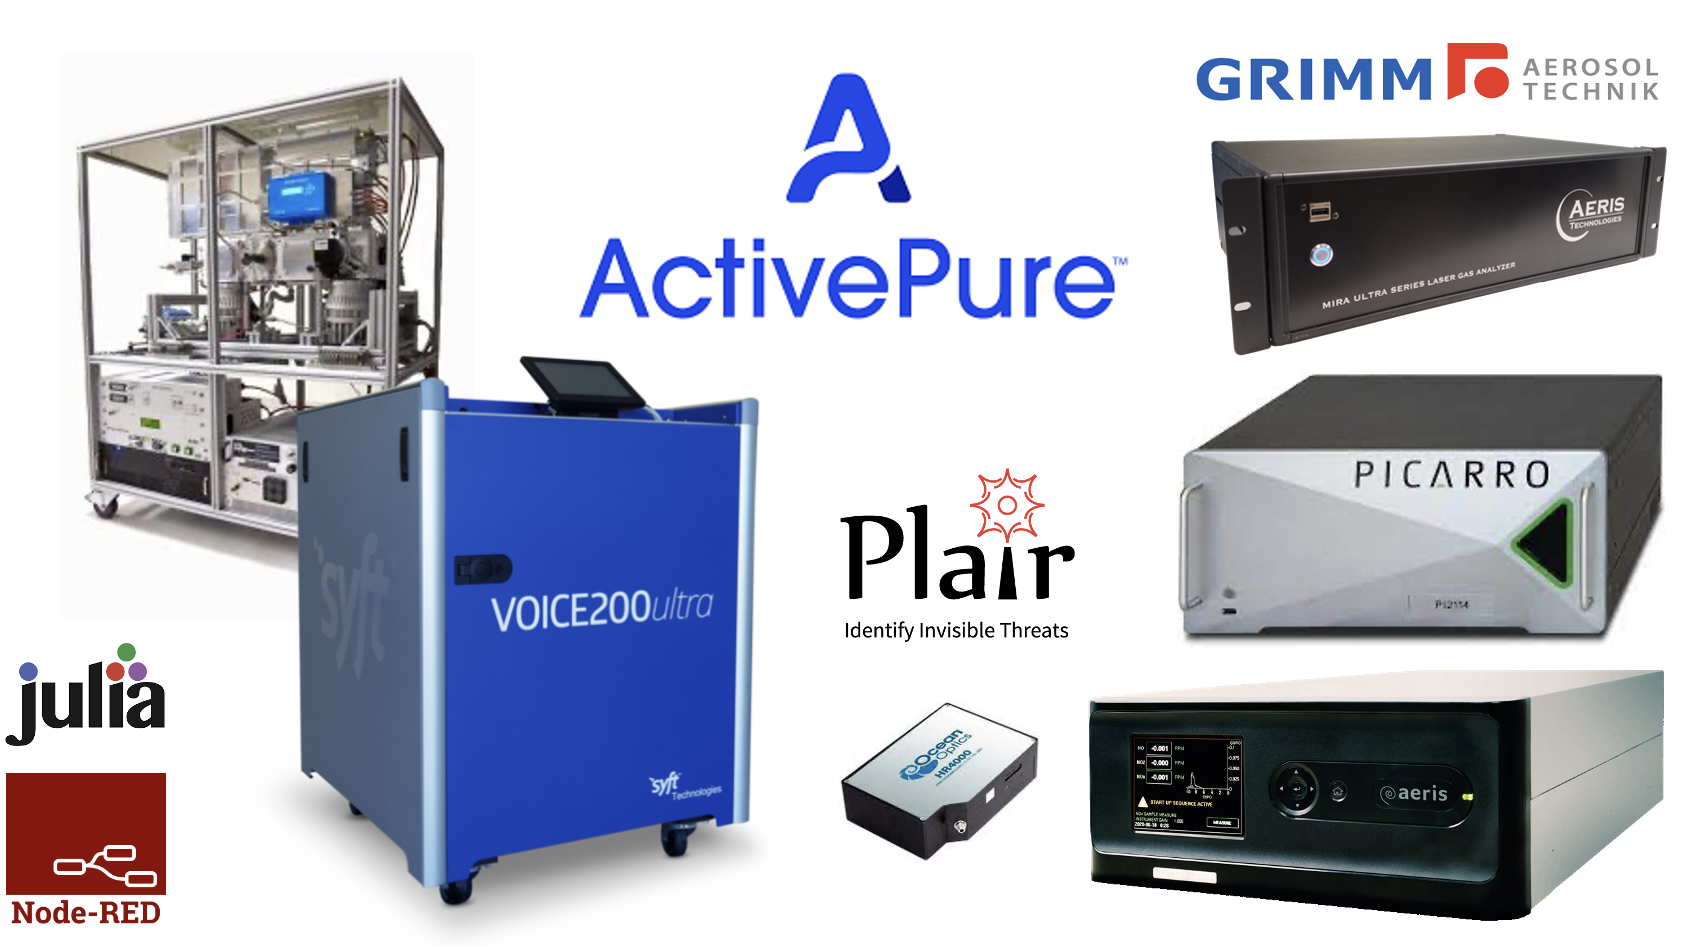 GRIMM AEROSOL
TECHNIK
ActivePure™
AERIS
TECHNOLOGIES
MIRA ULTRA SERIES LASER GAS ANALYZER
PICARRO
PI2114
syft
VOICE200ultra
syft
Technologies
Plair
Identify Invisible Threats
julia
Node-RED
Ocean
Optics
HR4000
NO -0.001 PPM
NO2 -0.000 PPM
NOx -0.001 PPM
START UP SEQUENCE ACTIVE
MEASURE
aeris